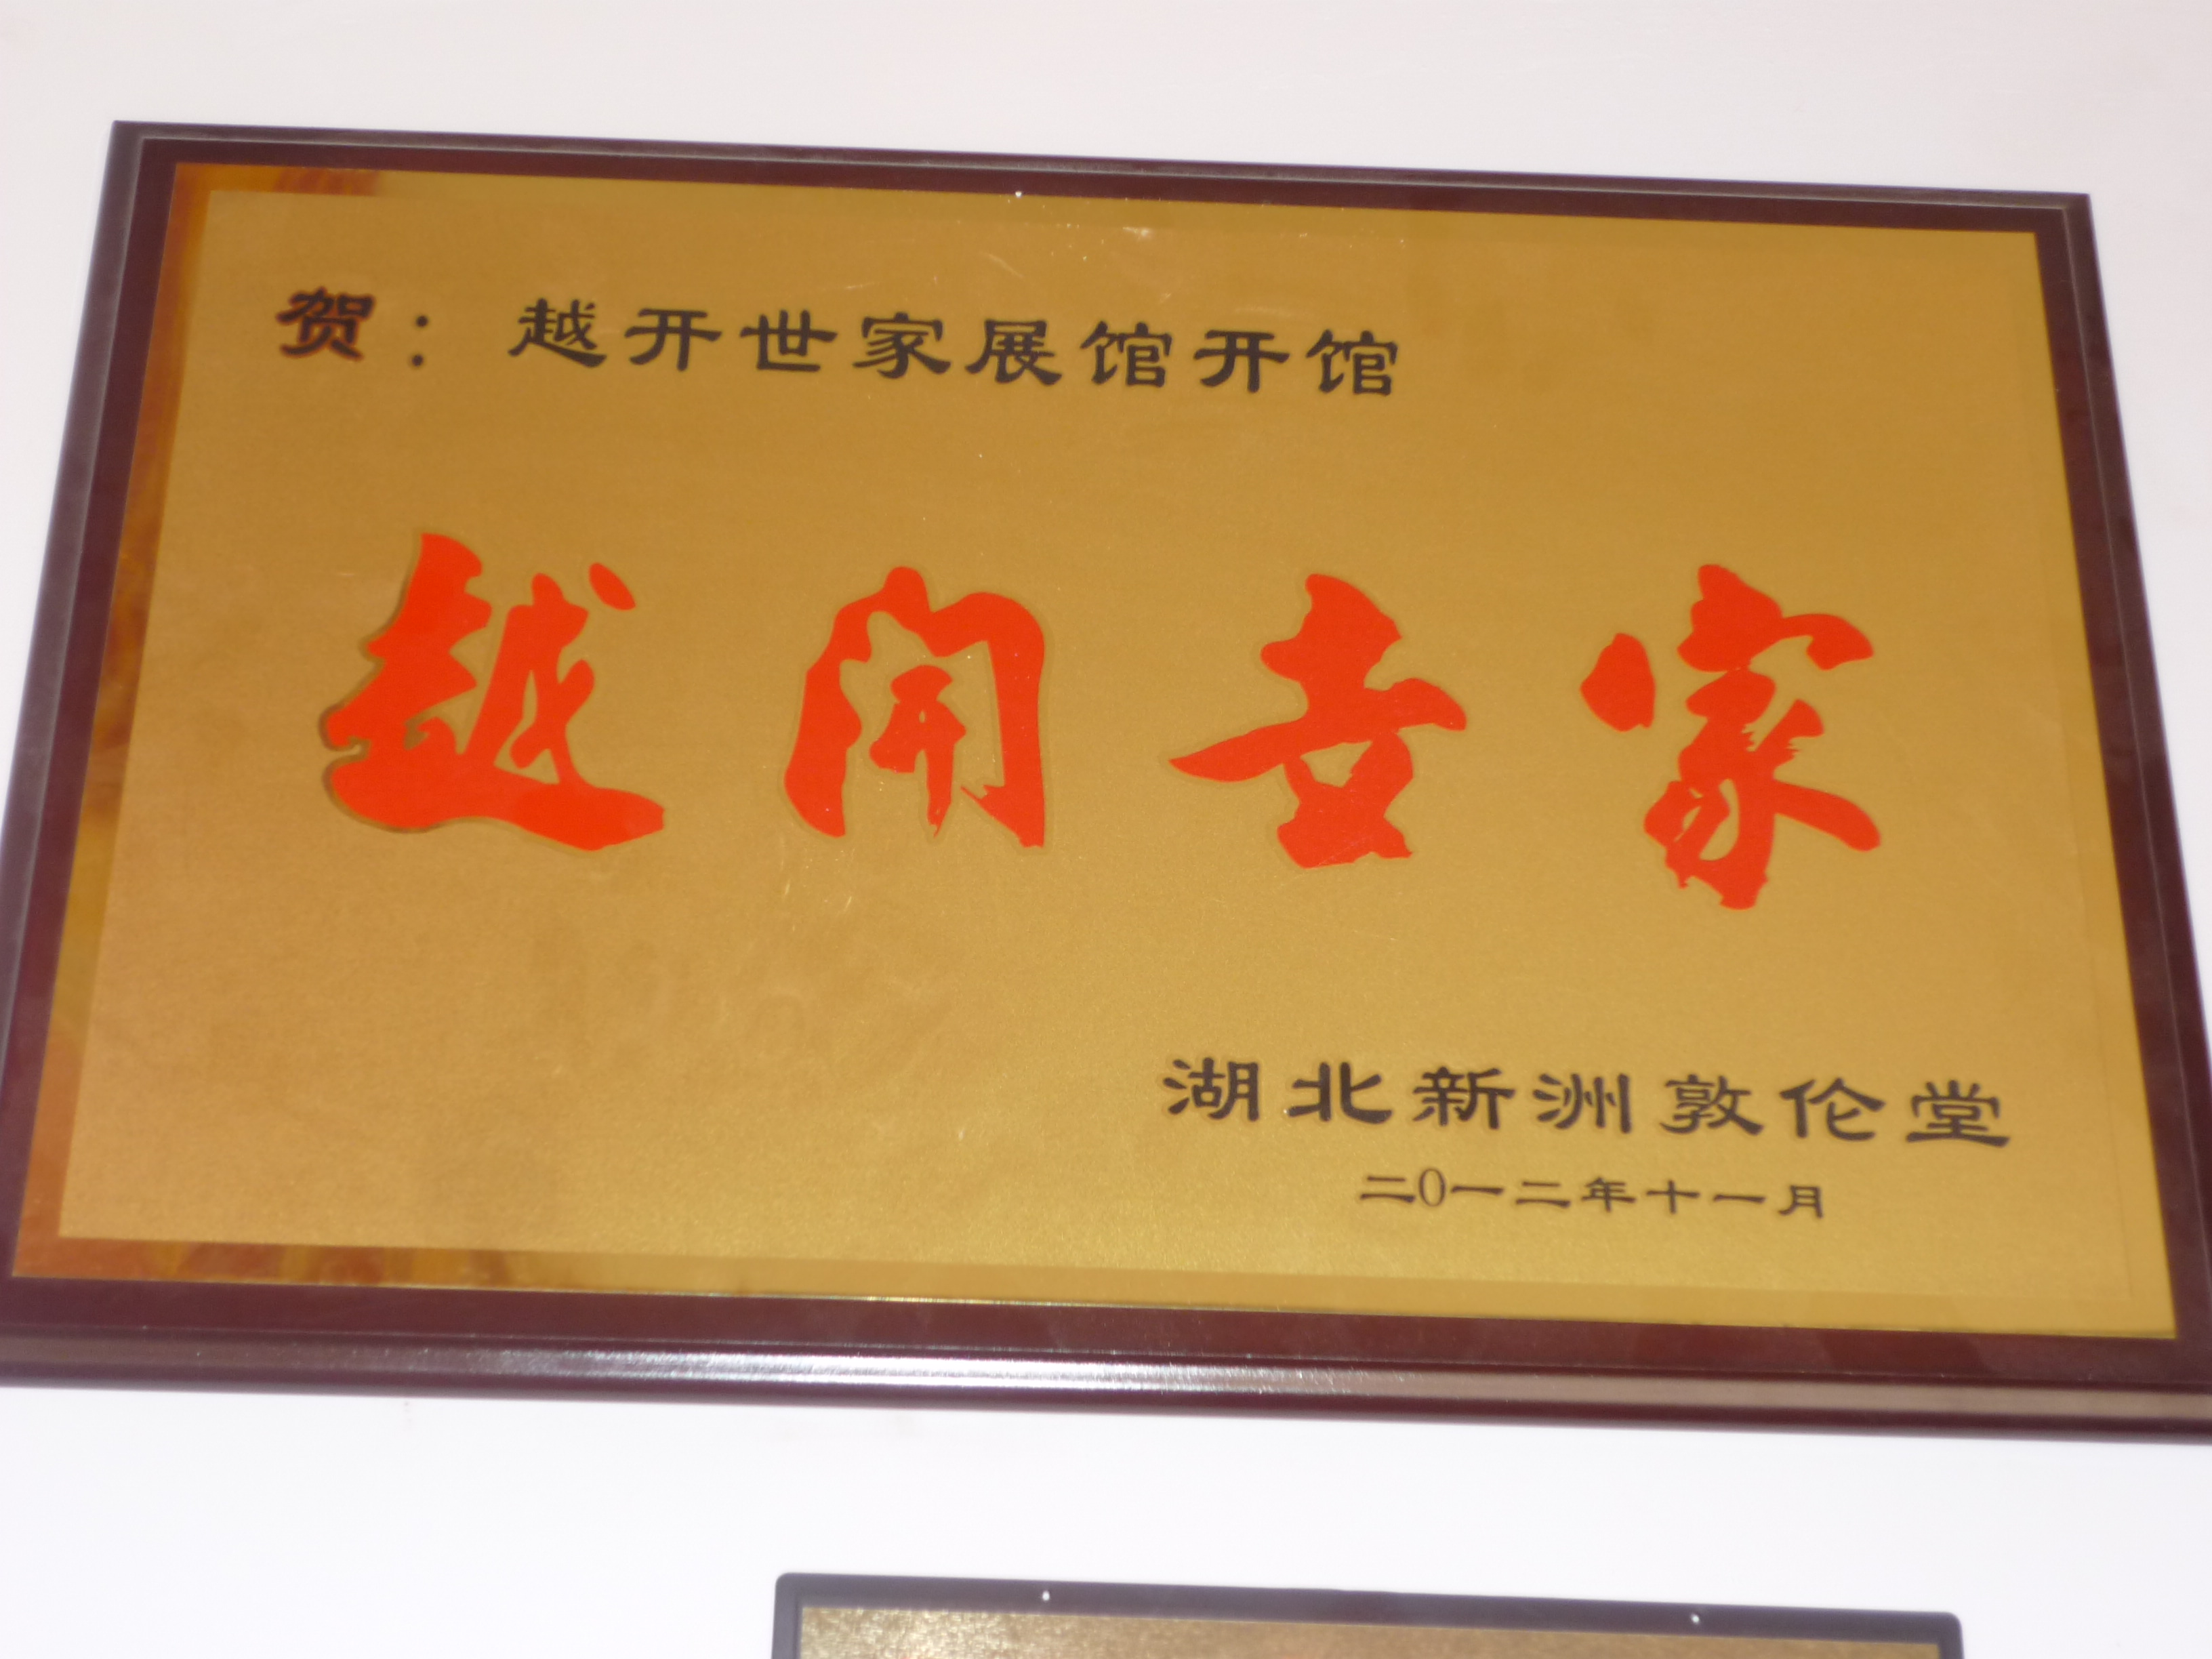 贺：越开世家展馆开馆
越開世家
湖北新洲敦伦堂
二0一二年十一月